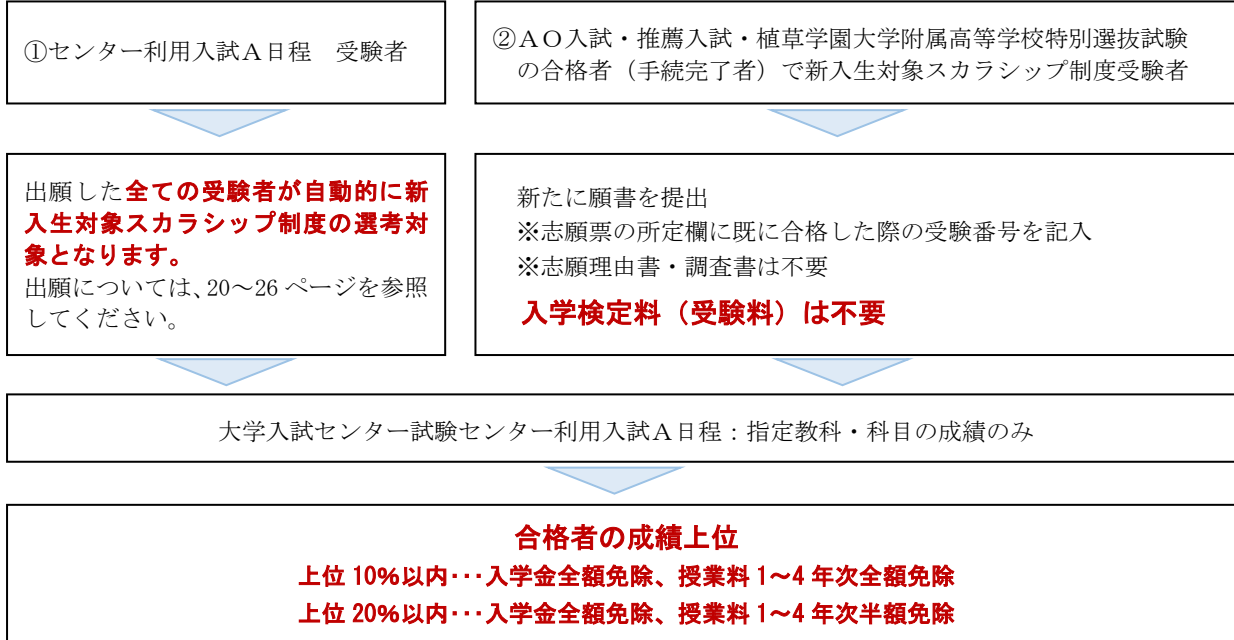 ①センター利用入試A日程　受験者
②AO入試・推薦入試・植草学園大学附属高等学校特別選抜試験
の合格者（手続完了者）で新入生対象スカラシップ制度受験者
出願した全ての受験者が自動的に新
入生対象スカラシップ制度の選考対
象となります。
出願については、20～26 ページを参照
してください。
新たに願書を提出
※志願票の所定欄に既に合格した際の受験番号を記入
※志願理由書・調査書は不要
入学検定料（受験料）は不要
大学入試センター試験センター利用入試A日程：指定教科・科目の成績のみ
合格者の成績上位
上位 10%以内･･･入学金全額免除、授業料 1～4 年次全額免除
上位 20%以内･･･入学金全額免除、授業料 1～4 年次半額免除